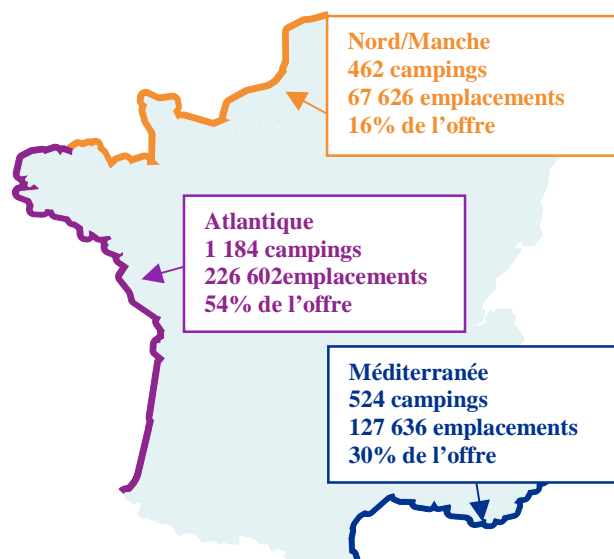 Nord/Manche
462 campings
67 626 emplacements
16% de l'offre
Atlantique
1 184 campings
226 602emplacements
54% de l'offre
Méditerranée
524 campings
127 636 emplacements
30% de l'offre